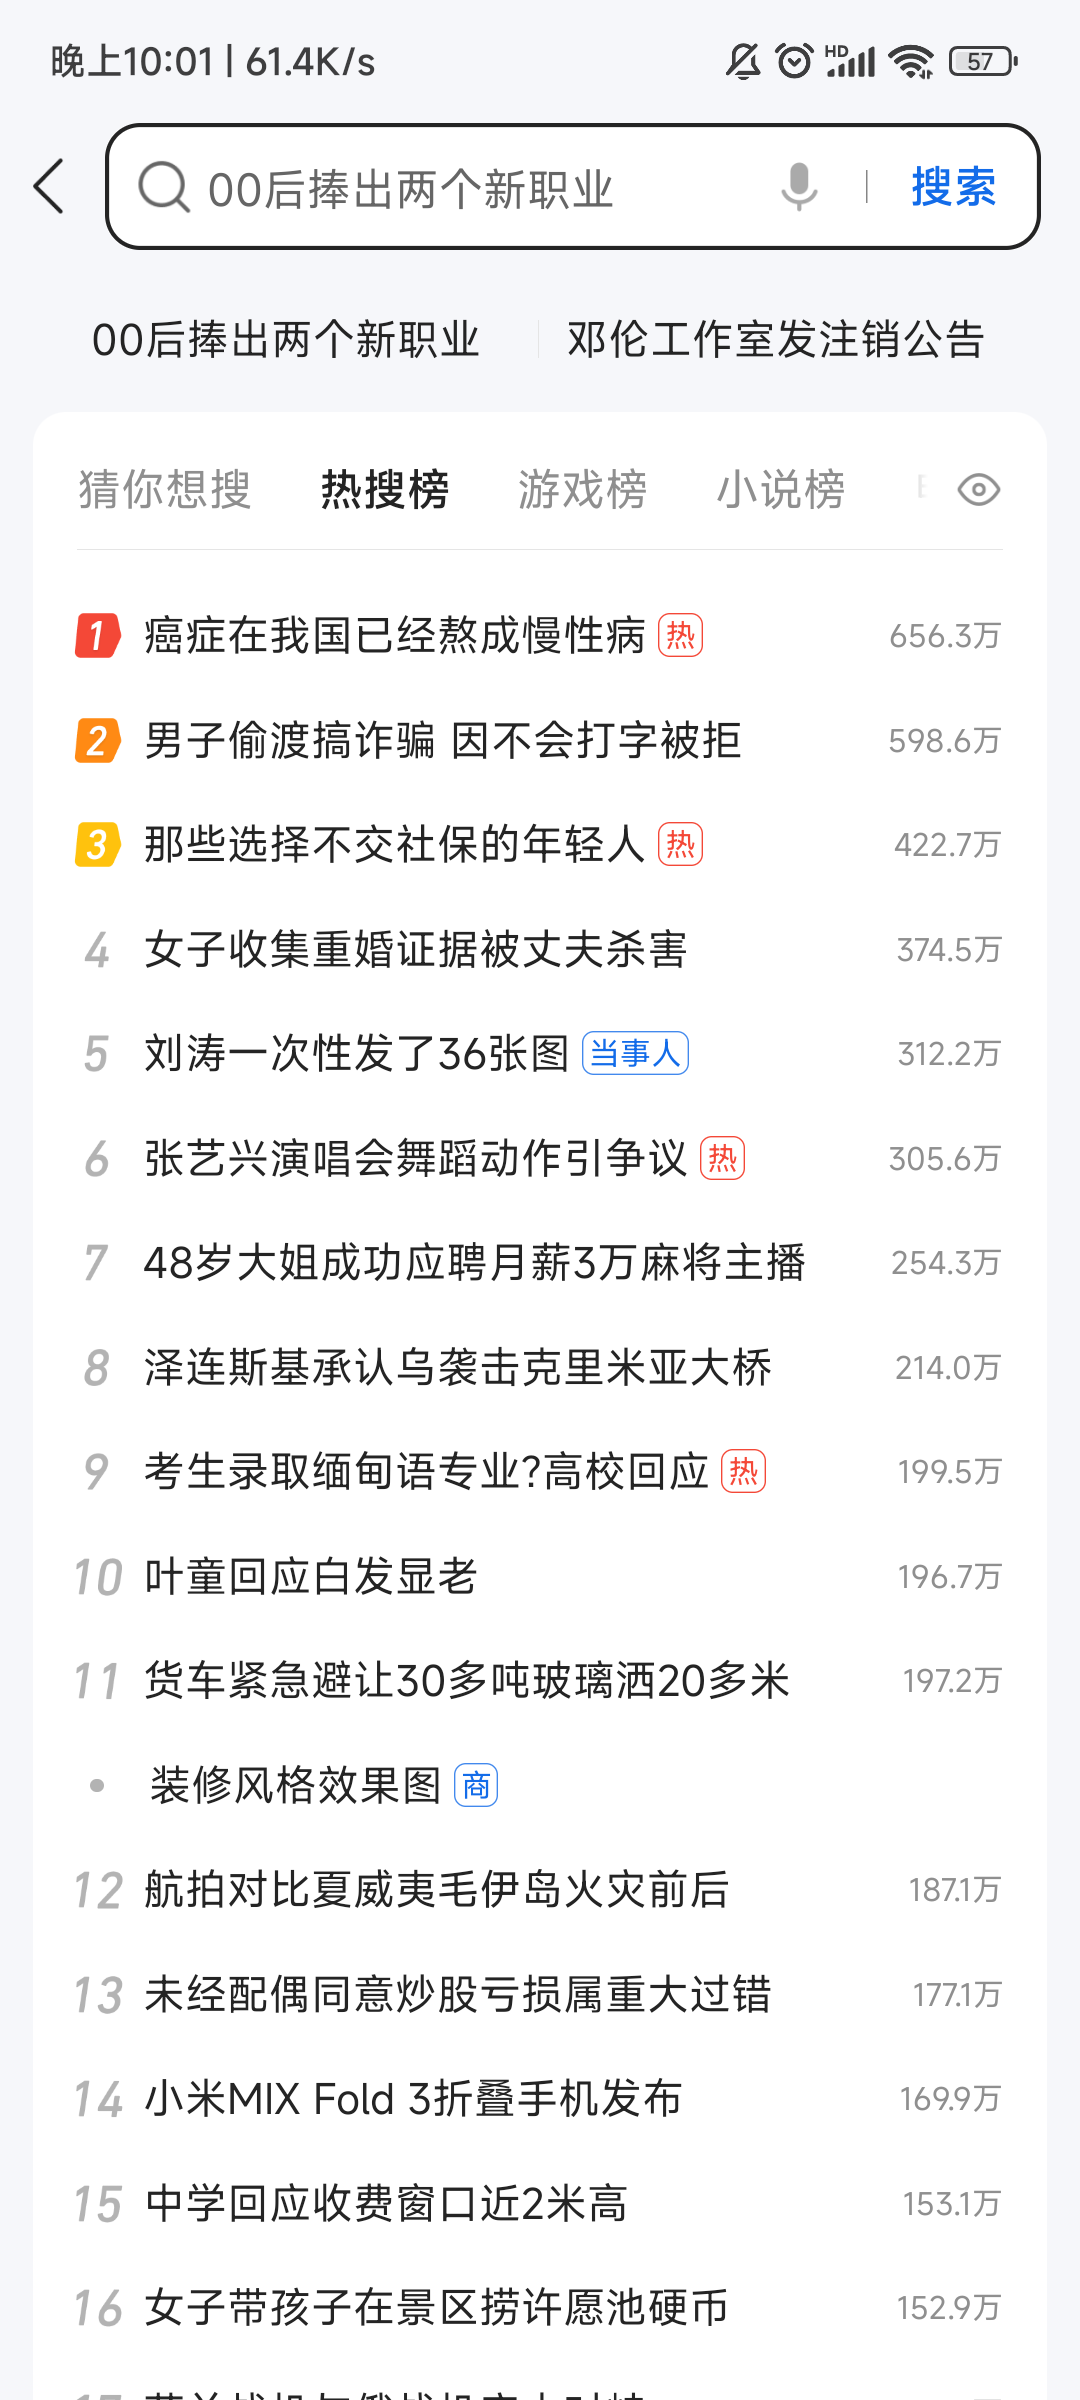 晚上10:01 | 61.4K/s HD 57
00后捧出两个新职业 搜索
00后捧出两个新职业 邓伦工作室发注销公告
猜你想搜 热搜榜 游戏榜 小说榜
1 癌症在我国已经熬成慢性病 热 656.3万
2 男子偷渡搞诈骗 因不会打字被拒 598.6万
3 那些选择不交社保的年轻人 热 422.7万
4 女子收集重婚证据被丈夫杀害 374.5万
5 刘涛一次性发了36张图 当事人 312.2万
6 张艺兴演唱会舞蹈动作引争议 热 305.6万
7 48岁大姐成功应聘月薪3万麻将主播 254.3万
8 泽连斯基承认乌袭击克里米亚大桥 214.0万
9 考生录取缅甸语专业?高校回应 热 199.5万
10 叶童回应白发显老 196.7万
11 货车紧急避让30多吨玻璃洒20多米 197.2万
• 装修风格效果图 商
12 航拍对比夏威夷毛伊岛火灾前后 187.1万
13 未经配偶同意炒股亏损属重大过错 177.1万
14 小米MIX Fold 3折叠手机发布 169.9万
15 中学回应收费窗口近2米高 153.1万
16 女子带孩子在景区捞许愿池硬币 152.9万